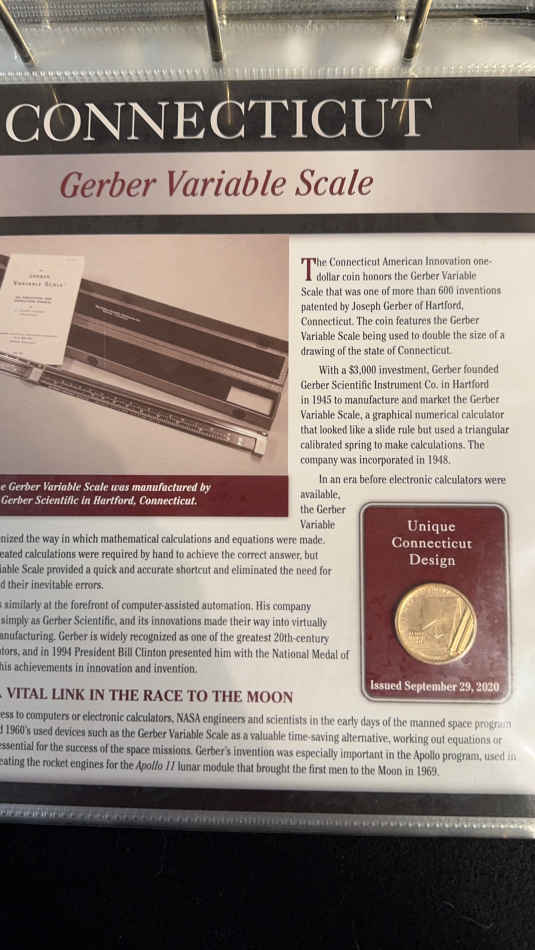 CONNECTICUT
Gerber Variable Scale
GERBER
VARIABLE SCALE
The Connecticut American Innovation one-
dollar coin honors the Gerber Variable
Scale that was one of more than 600 inventions
patented by Joseph Gerber of Hartford,
Connecticut. The coin features the Gerber
Variable Scale being used to double the size of a
drawing of the state of Connecticut.
With a $3,000 investment, Gerber founded
Gerber Scientific Instrument Co. in Hartford
in 1945 to manufacture and market the Gerber
Variable Scale, a graphical numerical calculator
that looked like a slide rule but used a triangular
calibrated spring to make calculations. The
company was incorporated in 1948.
e Gerber Variable Scale was manufactured by
Gerber Scientific in Hartford, Connecticut.
In an era before electronic calculators were
available,
the Gerber
Variable
nized the way in which mathematical calculations and equations were made.
eated calculations were required by hand to achieve the correct answer, but
iable Scale provided a quick and accurate shortcut and eliminated the need for
d their inevitable errors.
s similarly at the forefront of computer-assisted automation. His company
simply as Gerber Scientific, and its innovations made their way into virtually
anufacturing. Gerber is widely recognized as one of the greatest 20th-century
tors, and in 1994 President Bill Clinton presented him with the National Medal of
his achievements in innovation and invention.
Unique
Connecticut
Design
Issued September 29, 2020
VITAL LINK IN THE RACE TO THE MOON
ess to computers or electronic calculators, NASA engineers and scientists in the early days of the manned space program
d 1960's used devices such as the Gerber Variable Scale as a valuable time-saving alternative, working out equations or
essential for the success of the space missions. Gerber's invention was especially important in the Apollo program, used in
eating the rocket engines for the Apollo 11 lunar module that brought the first men to the Moon in 1969.